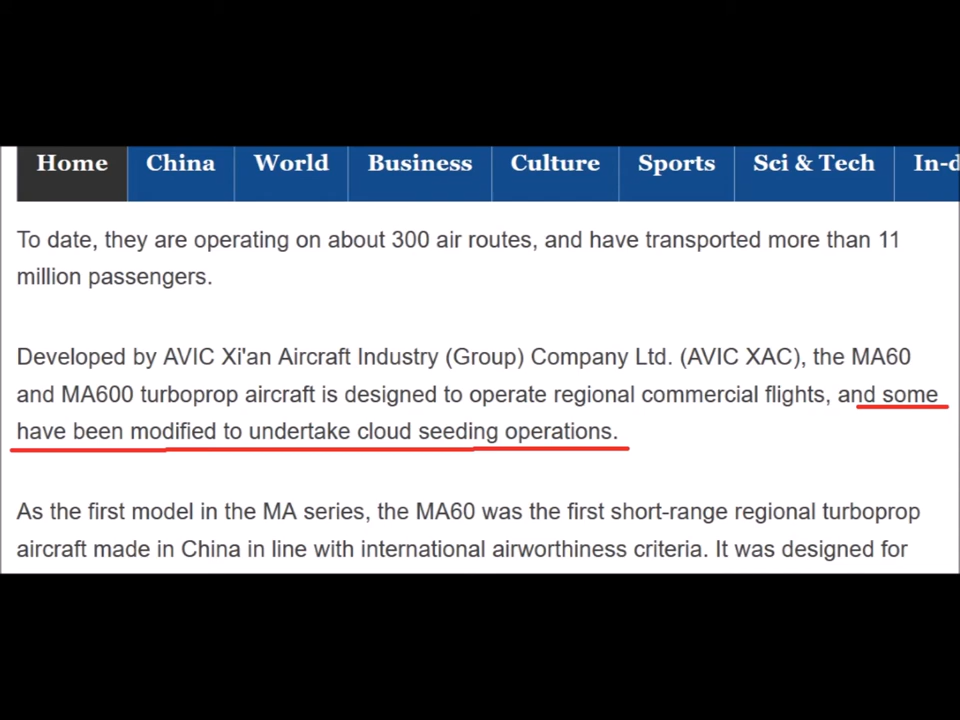 Home China World Business Culture Sports Sci & Tech In-d
To date, they are operating on about 300 air routes, and have transported more than 11
million passengers.
Developed by AVIC Xi'an Aircraft Industry (Group) Company Ltd. (AVIC XAC), the MA60
and MA600 turboprop aircraft is designed to operate regional commercial flights, and some
have been modified to undertake cloud seeding operations.
As the first model in the MA series, the MA60 was the first short-range regional turboprop
aircraft made in China in line with international airworthiness criteria. It was designed for